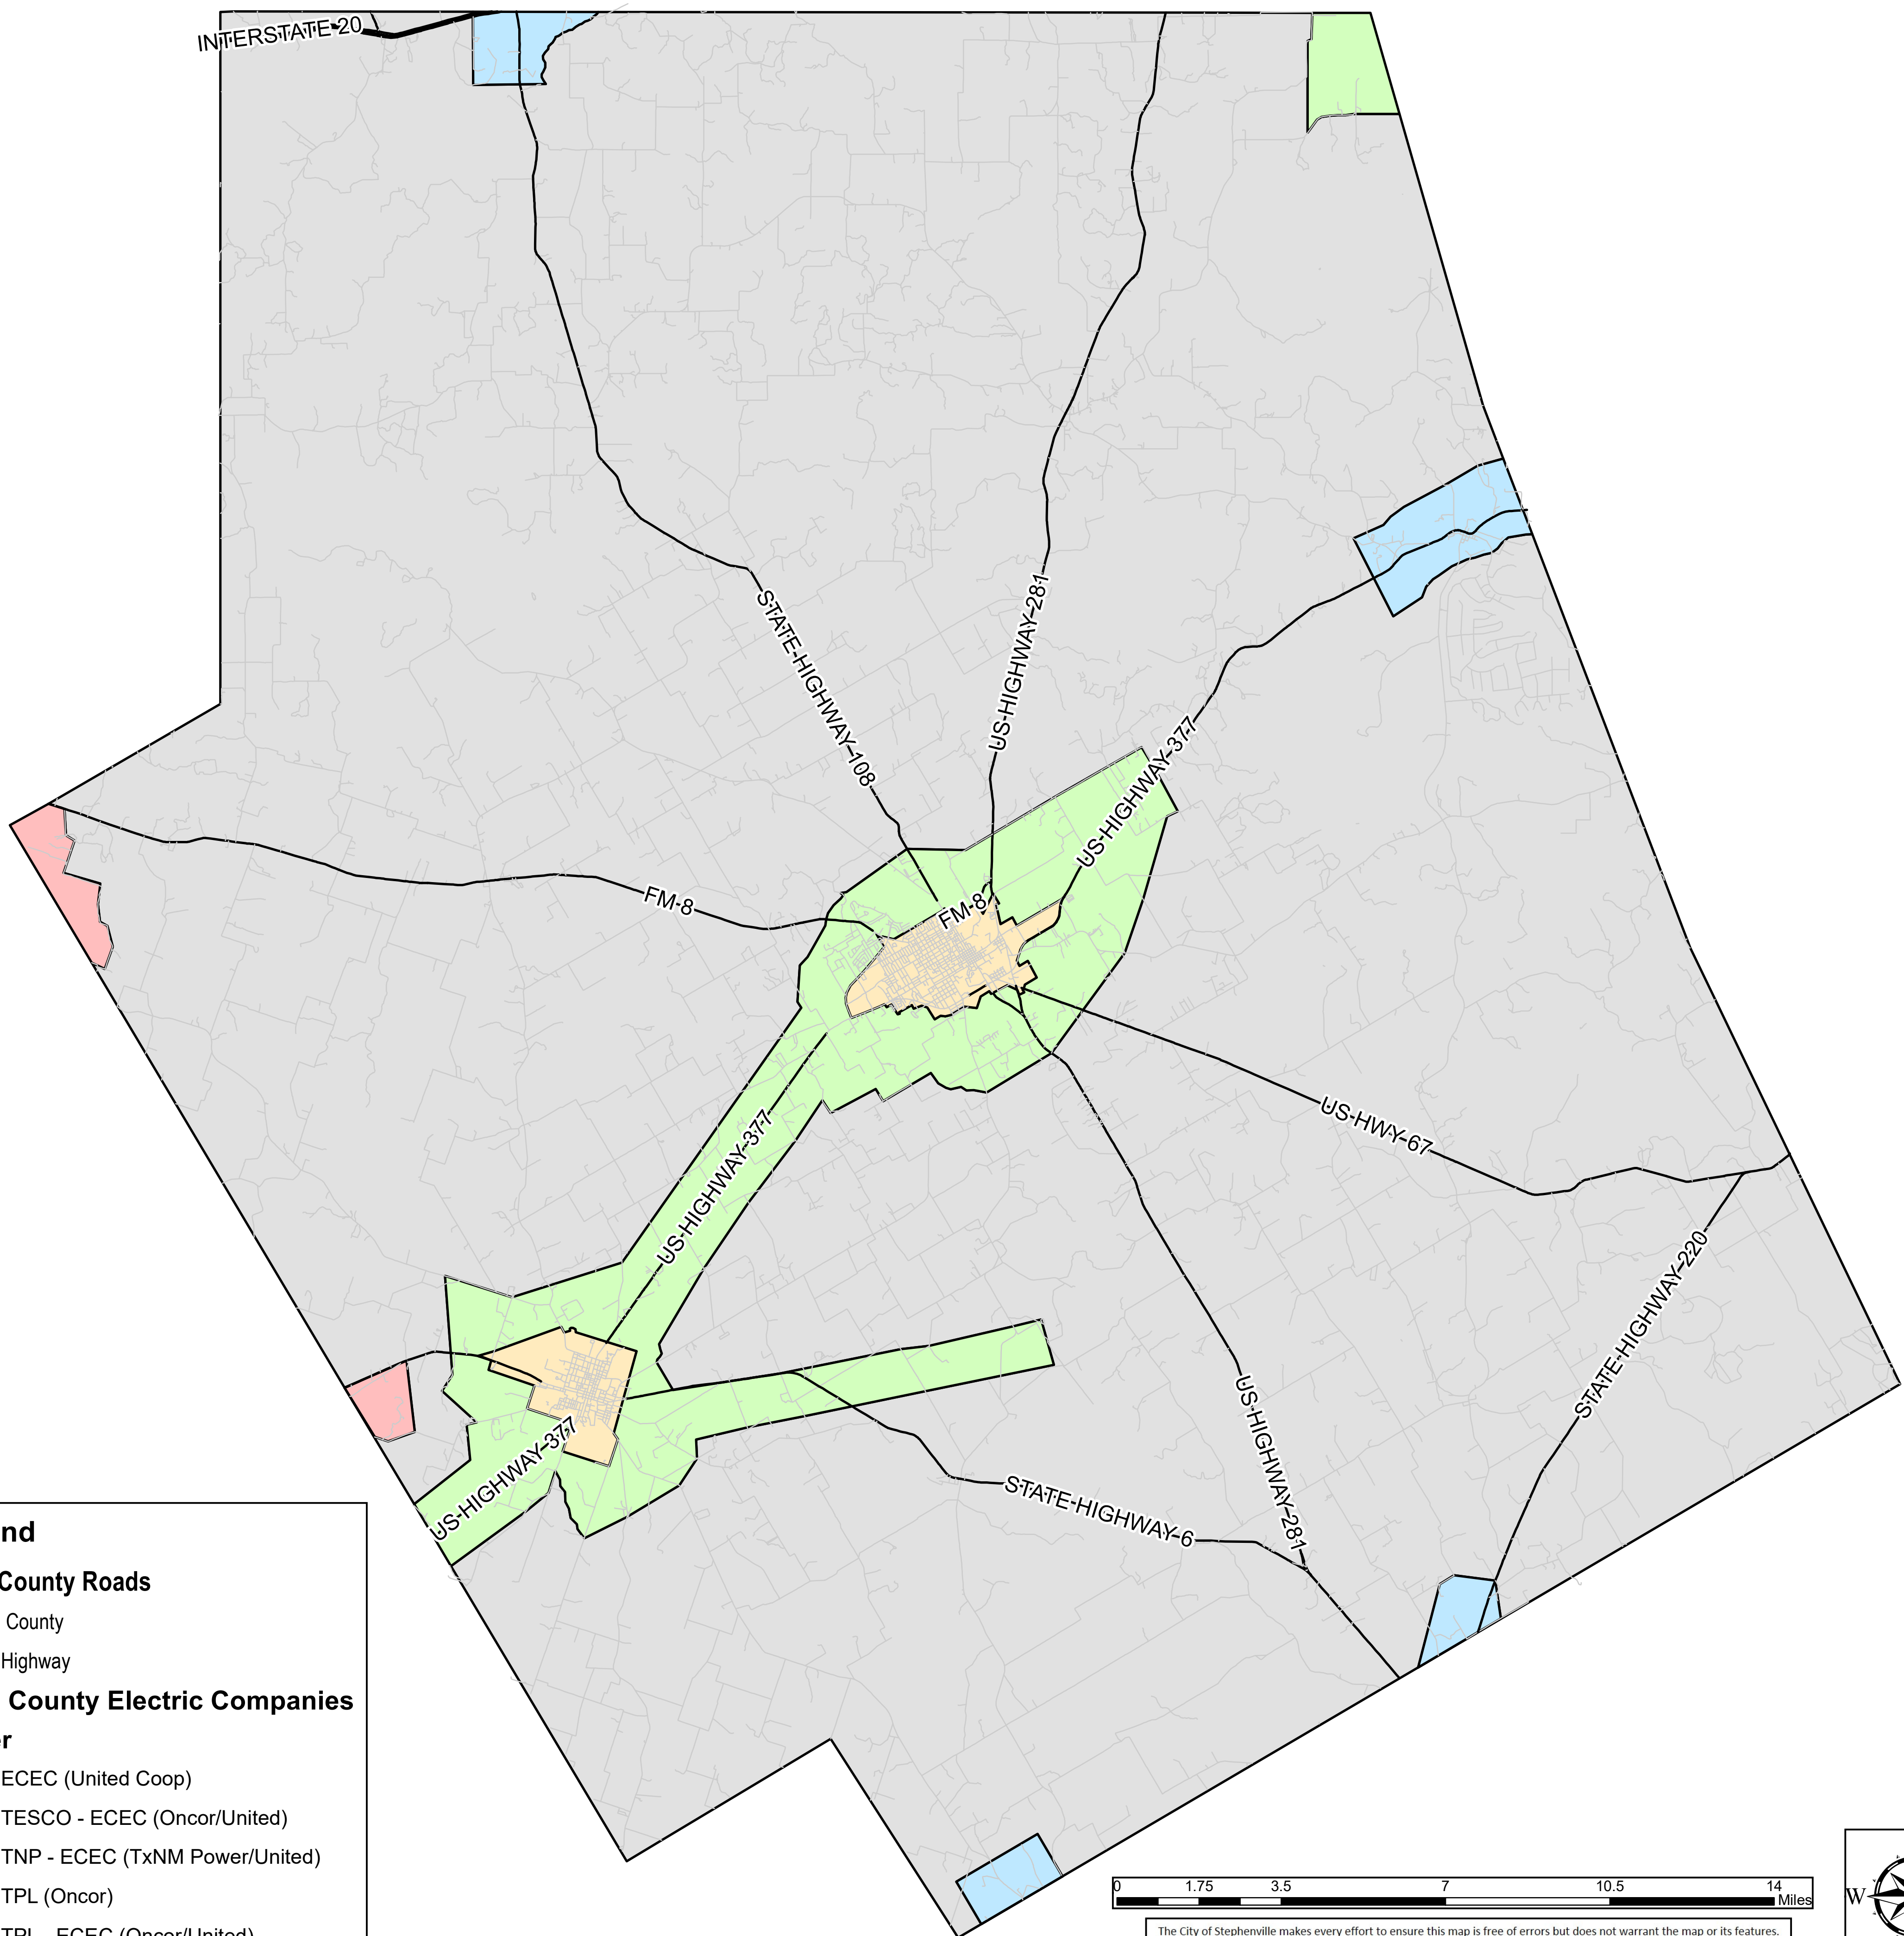 INTERSTATE 20
STATE HIGHWAY 108
US HIGHWAY 281
US HIGHWAY 377
FM 8
FM 8
US HIGHWAY 377
US HWY 67
STATE HIGHWAY 220
US HIGHWAY 281
STATE HIGHWAY 6
US HIGHWAY 377
nd
County Roads
County
Highway
County Electric Companies
r
ECEC (United Coop)
TESCO - ECEC (Oncor/United)
TNP - ECEC (TxNM Power/United)
TPL (Oncor)
TPL - ECEC (Oncor/United)
0 1.75 3.5 7 10.5 14
Miles
W
The City of Stephenville makes every effort to ensure this map is free of errors but does not warrant the map or its features.